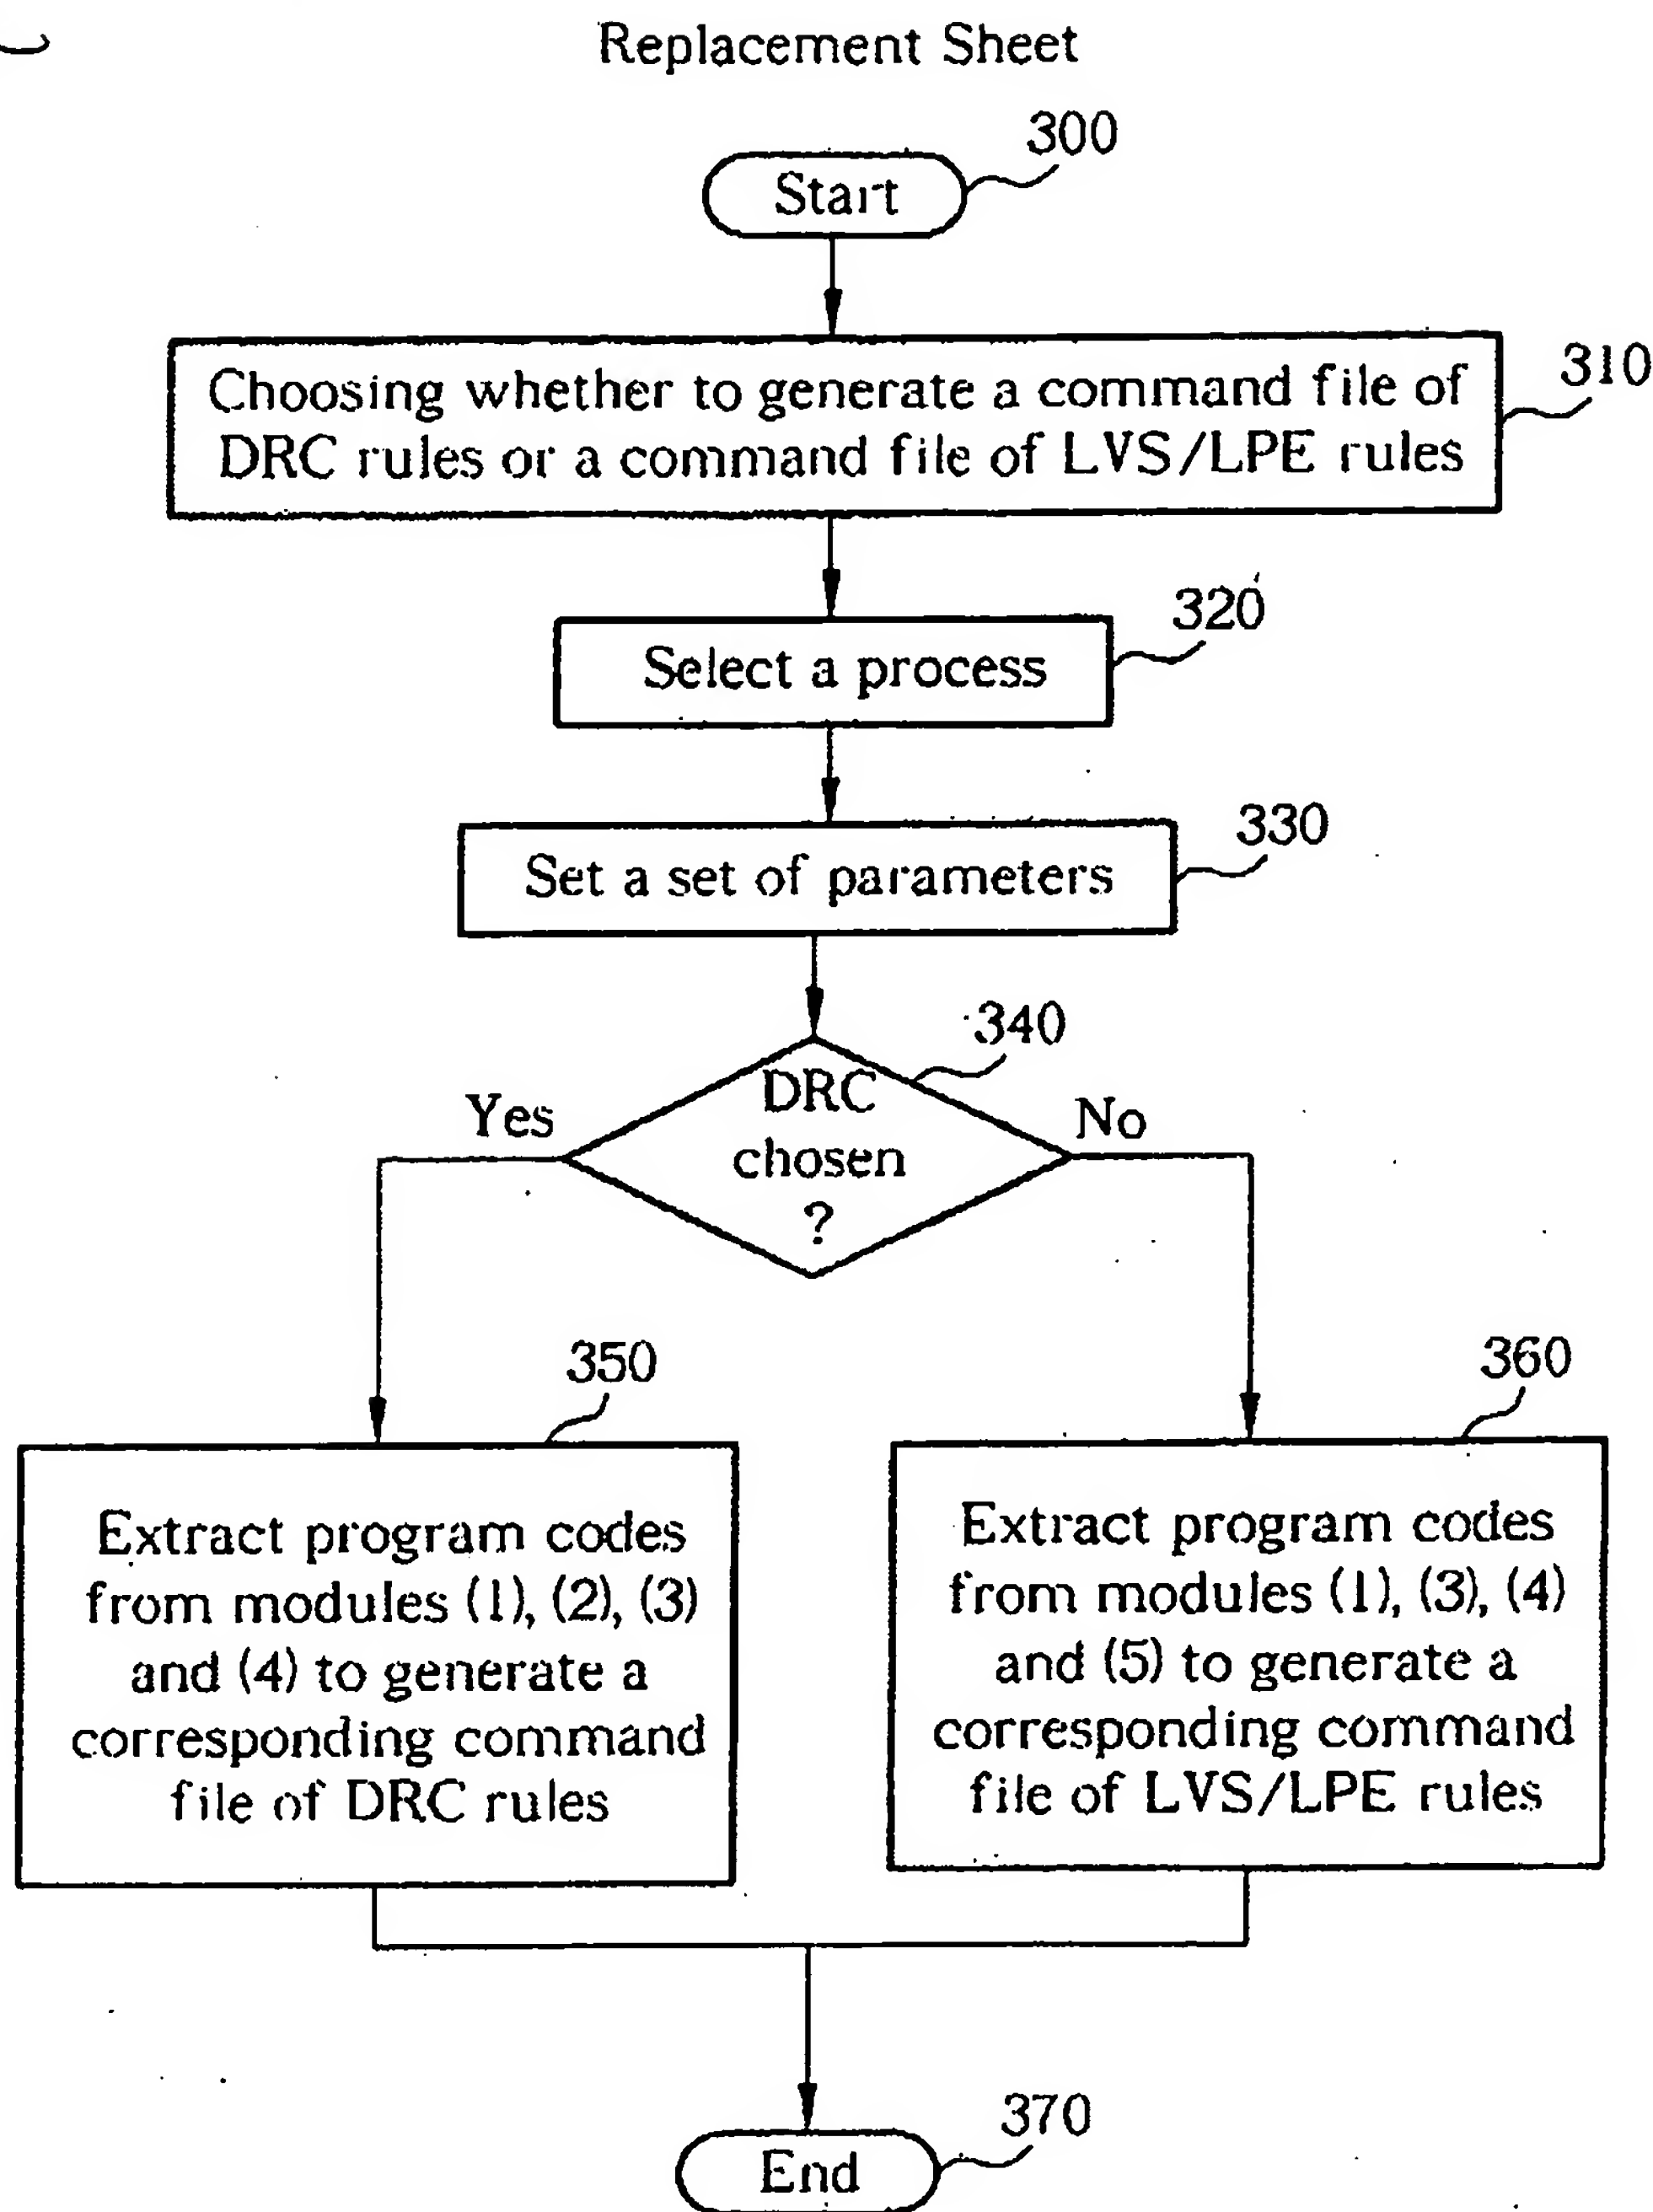 Replacement Sheet
300
Start
310
Choosing whether to generate a command file of
DRC rules or a command file of LVS/LPE rules
320
Select a process
330
Set a set of parameters
340
DRC
chosen
?
Yes
No
350
Extract program codes
from modules (1), (2), (3)
and (4) to generate a
corresponding command
file of DRC rules
360
Extract program codes
from modules (1), (3), (4)
and (5) to generate a
corresponding command
file of LVS/LPE rules
370
End